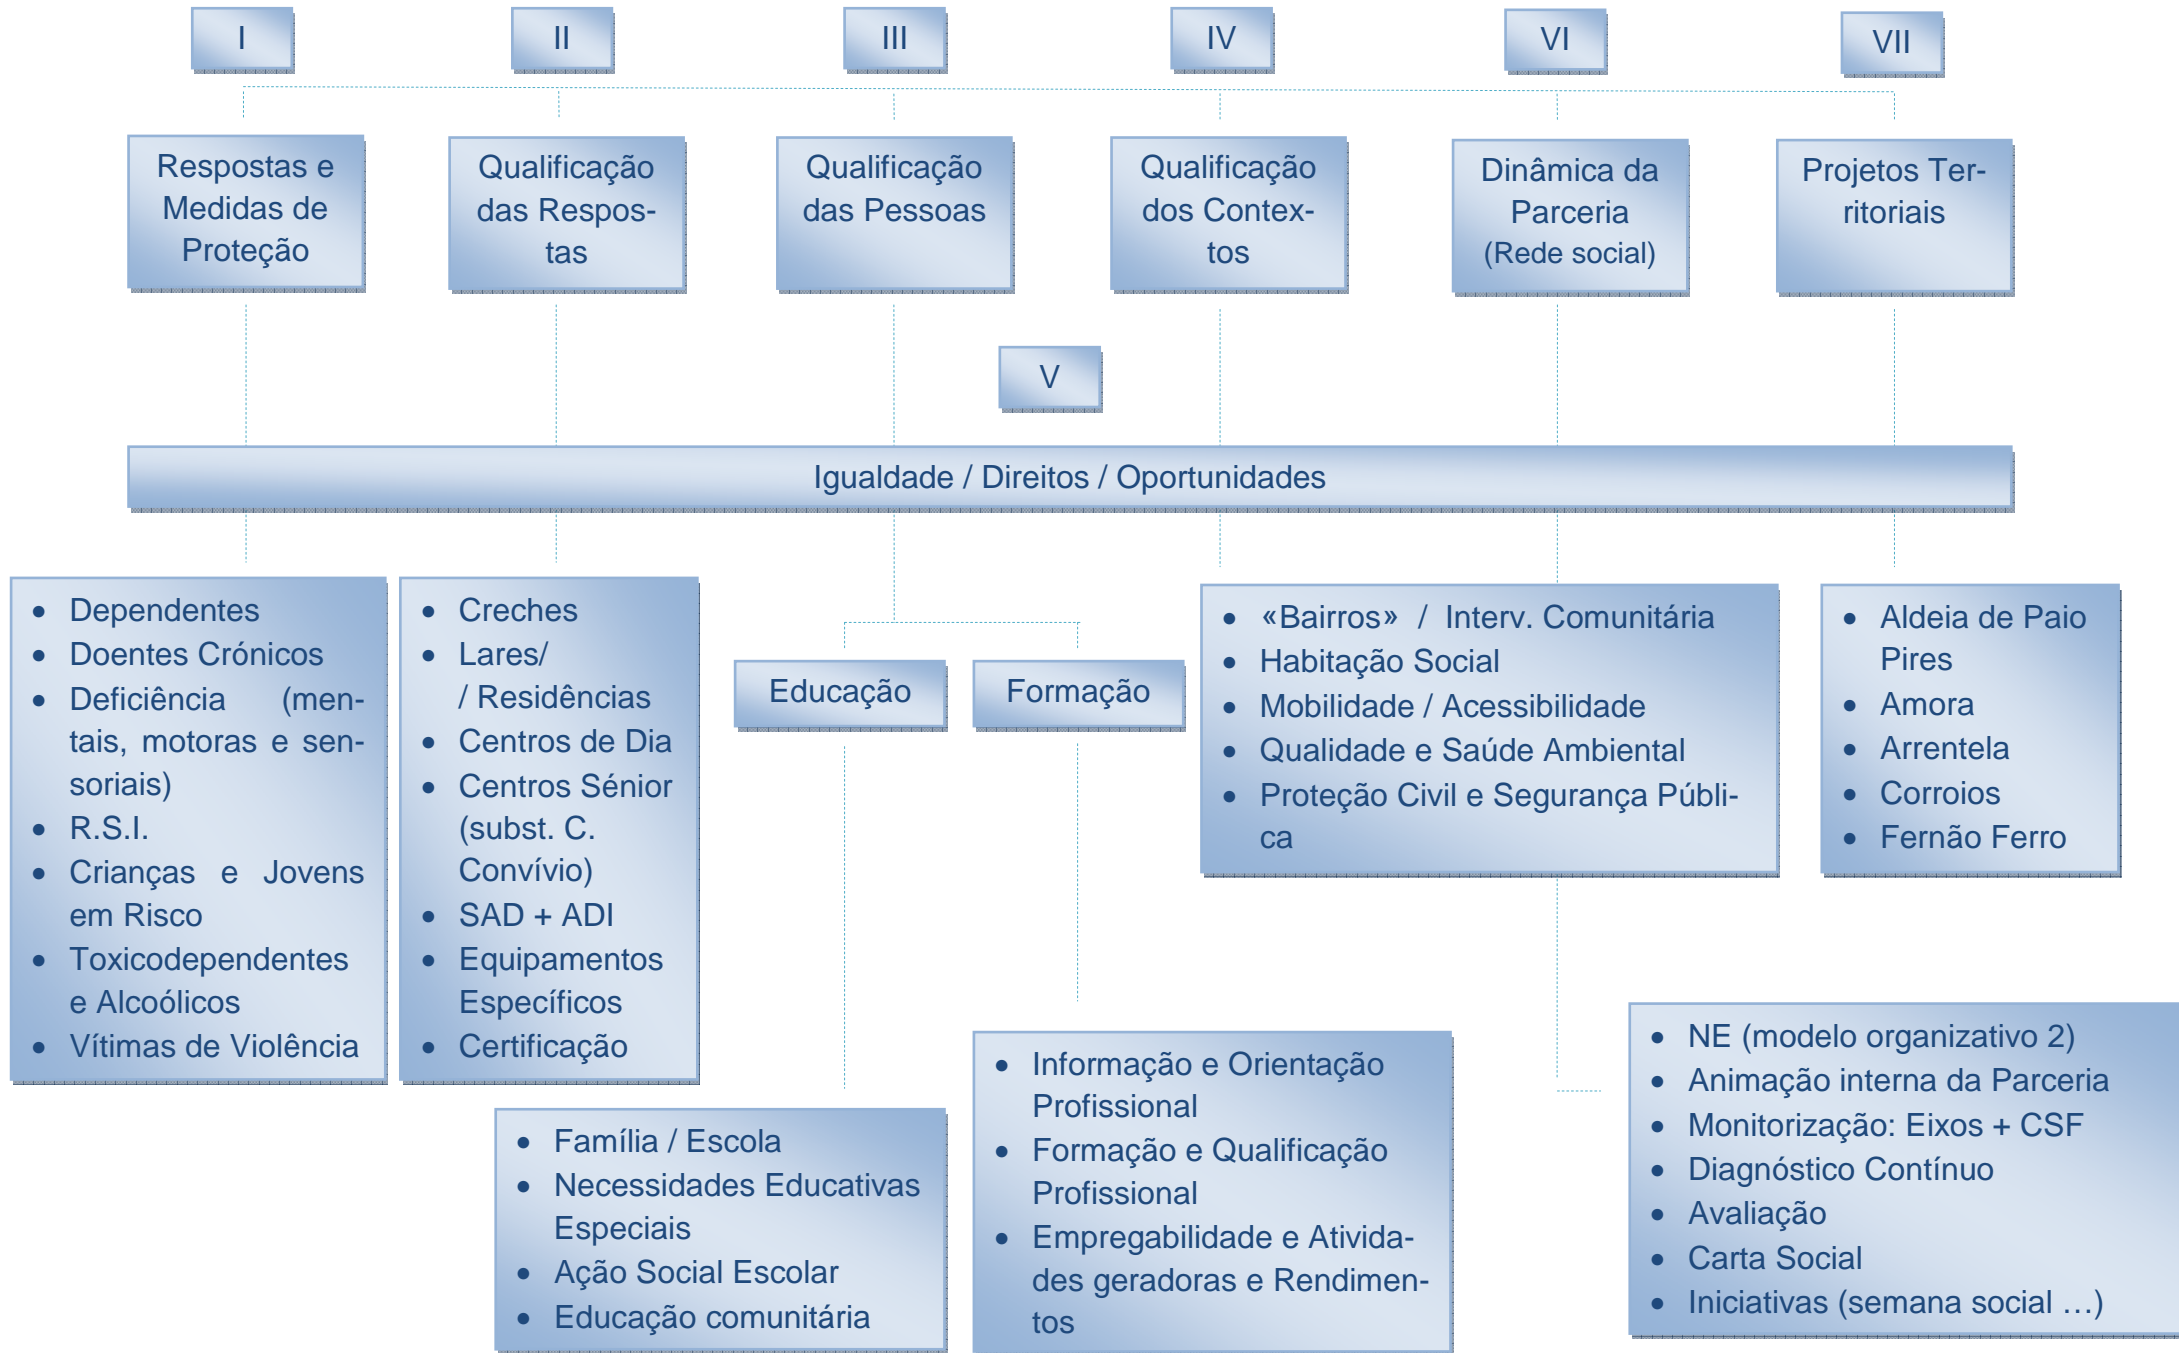 I
II
III
IV
VI
VII
Respostas e
Medidas de
Proteção
Qualificação
das Respos-
tas
Qualificação
das Pessoas
Qualificação
dos Contex-
tos
Dinâmica da
Parceria
(Rede social)
Projetos Ter-
ritoriais
V
Igualdade / Direitos / Oportunidades
• Dependentes
• Doentes Crónicos
• Deficiência (men-
tais, motoras e sen-
soriais)
• R.S.I.
• Crianças e Jovens
em Risco
• Toxicodependentes
e Alcoólicos
• Vítimas de Violência
• Creches
• Lares/
/ Residências
• Centros de Dia
• Centros Sénior
(subst. C.
Convívio)
• SAD + ADI
• Equipamentos
Específicos
• Certificação
Educação
Formação
• «Bairros» / Interv. Comunitária
• Habitação Social
• Mobilidade / Acessibilidade
• Qualidade e Saúde Ambiental
• Proteção Civil e Segurança Públi-
ca
• Aldeia de Paio
Pires
• Amora
• Arrentela
• Corroios
• Fernão Ferro
• Família / Escola
• Necessidades Educativas
Especiais
• Ação Social Escolar
• Educação comunitária
• Informação e Orientação
Profissional
• Formação e Qualificação
Profissional
• Empregabilidade e Ativida-
des geradoras e Rendimen-
tos
• NE (modelo organizativo 2)
• Animação interna da Parceria
• Monitorização: Eixos + CSF
• Diagnóstico Contínuo
• Avaliação
• Carta Social
• Iniciativas (semana social …)